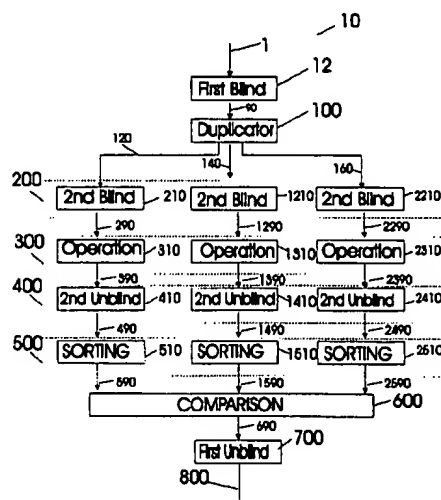 10
1
12
First Blind
90
100
Duplicator
120
140
160
200
2nd Blind 210 2nd Blind 1210 2nd Blind 2210
290 1290 2290
300
Operation 310 Operation 1310 Operation 2310
390 1390 2390
400
2nd Unblind 410 2nd Unblind 1410 2nd Unblind 2410
490 1490 2490
500
SORTING 510 SORTING 1510 SORTING 2510
590 1590 2590
COMPARISON 600
690
700
First Unblind
800